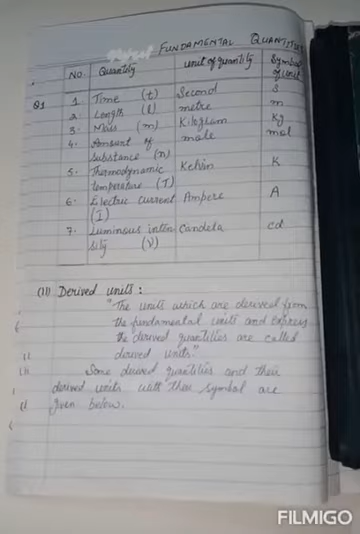 FUNDAMENTAL QUANTITIES
NO. Quantity unit of quantity Symbol of unit
Q1
1. Time (t) Second s
2. Length (l) metre m
3. Mass (m) Kilogram Kg
4. Amount of substance (n) mole mol
5. Thermodynamic temperature (T) Kelvin K
6. Electric current (I) Ampere A
7. Luminous intensity (V) Candela cd
(II) Derived units :
"The units which are derived from
the fundamental units and express
the derived quantities are called
derived units."
Some derived quantities and their
derived units with their symbol are
given below.
FILMIGO